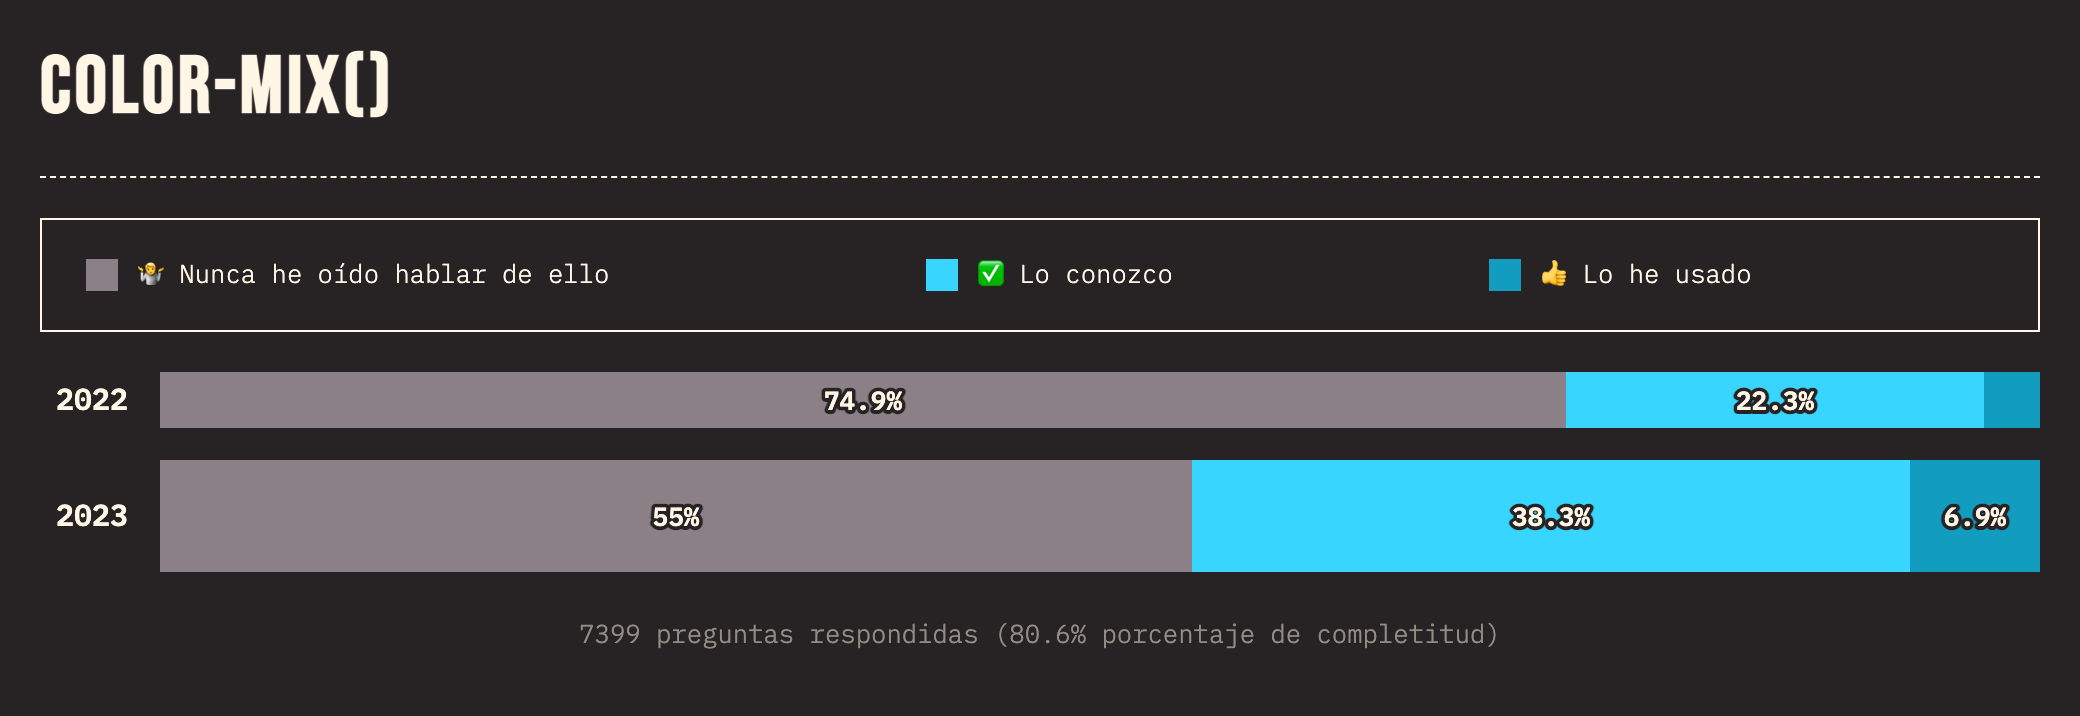 COLOR-MIX()
🤷 Nunca he oído hablar de ello
✅ Lo conozco
👍 Lo he usado
2022 74.9% 22.3%
2023 55% 38.3% 6.9%
7399 preguntas respondidas (80.6% porcentaje de completitud)